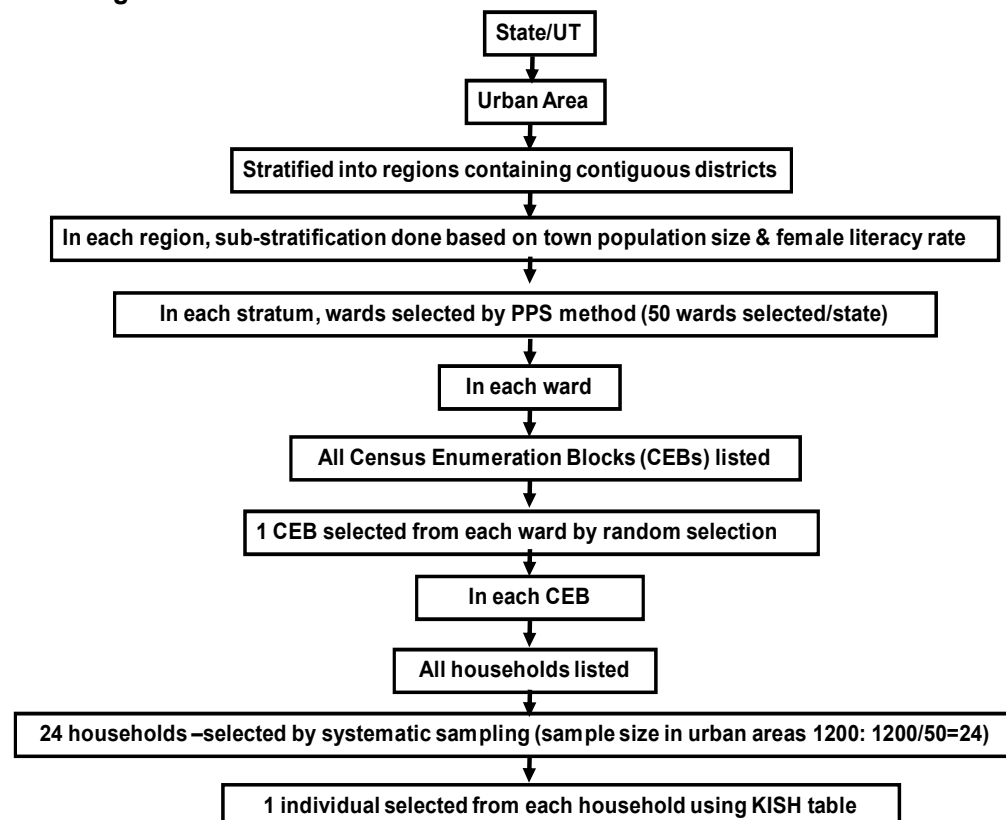 State/UT
Urban Area
Stratified into regions containing contiguous districts
In each region, sub-stratification done based on town population size & female literacy rate
In each stratum, wards selected by PPS method (50 wards selected/state)
In each ward
All Census Enumeration Blocks (CEBs) listed
1 CEB selected from each ward by random selection
In each CEB
All households listed
24 households –selected by systematic sampling (sample size in urban areas 1200: 1200/50=24)
1 individual selected from each household using KISH table